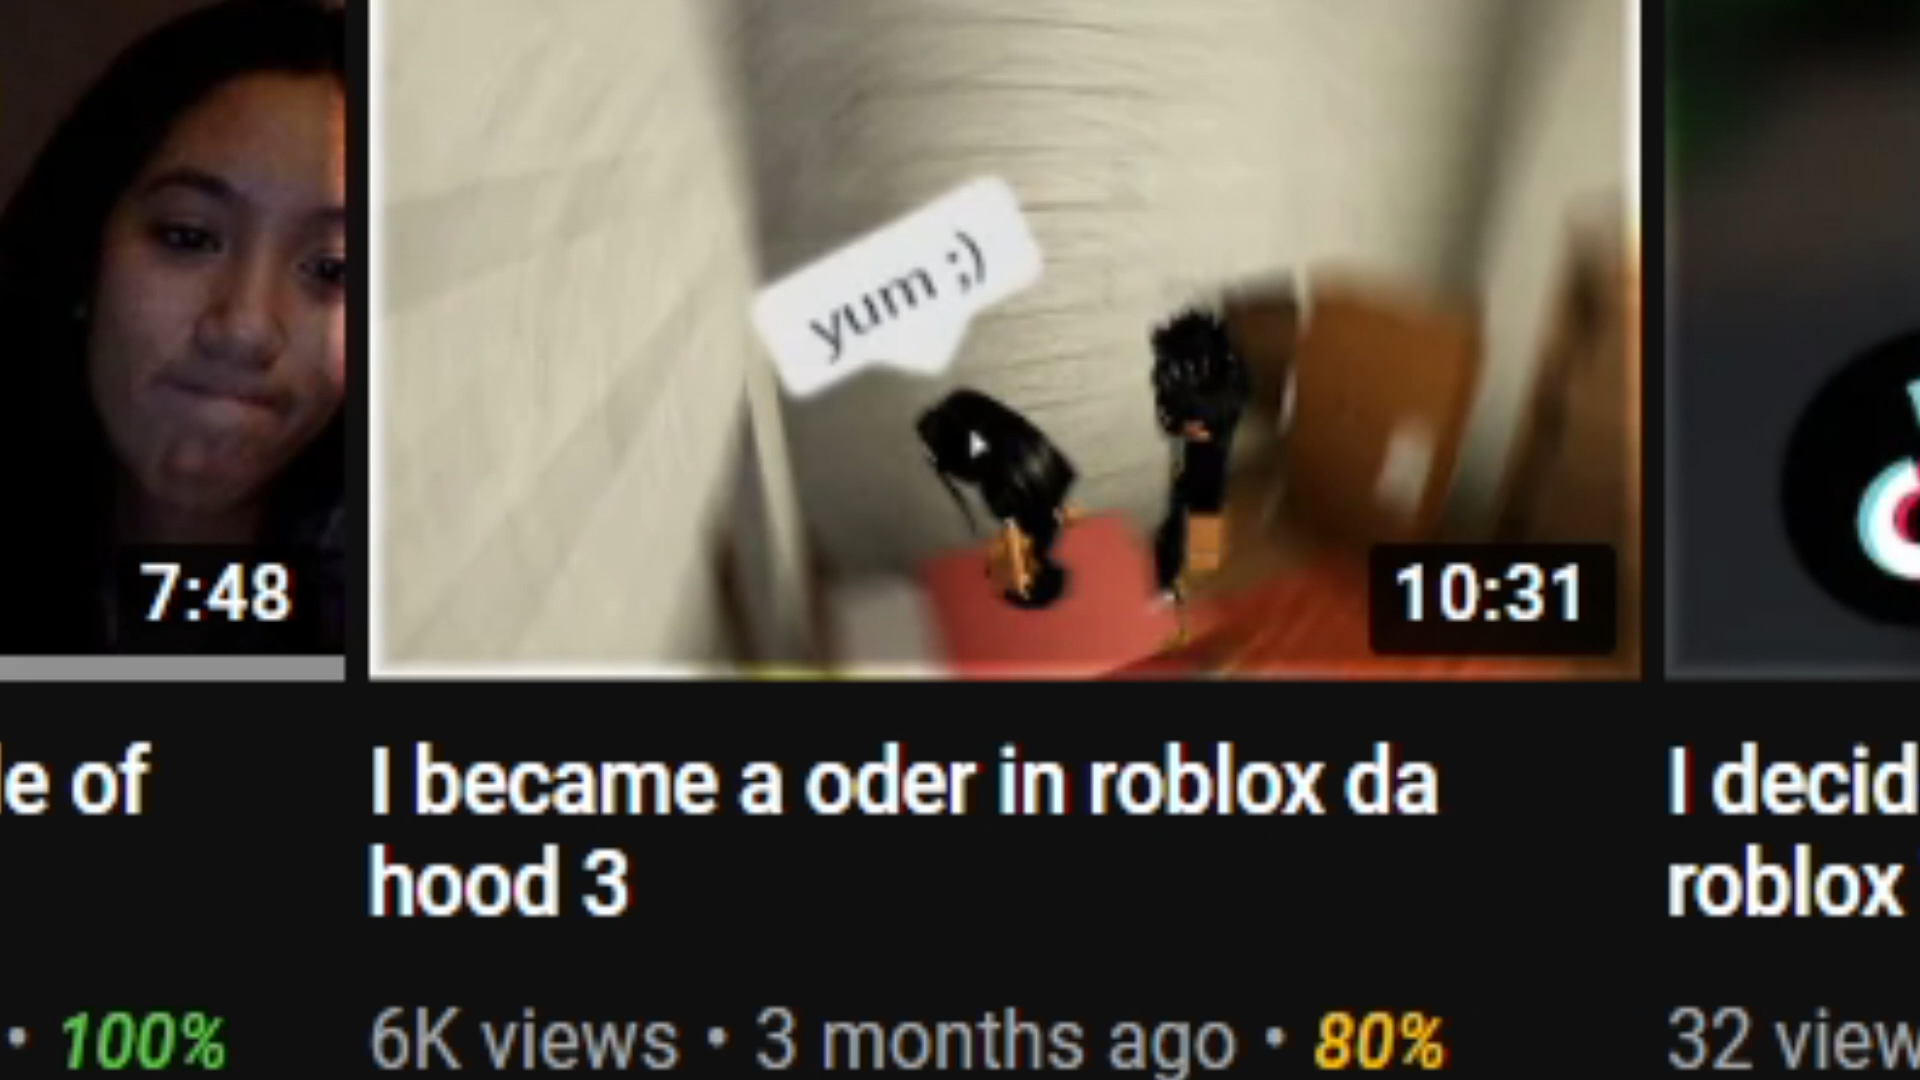 yum ;)
7:48
10:31
le of
I became a oder in roblox da
hood 3
I decid
roblox
• 100%
6K views • 3 months ago • 80%
32 view